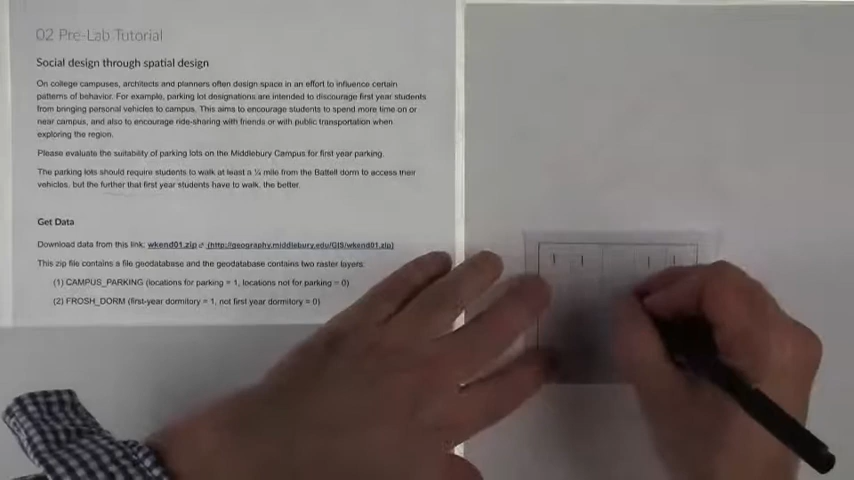 02 Pre-Lab Tutorial
Social design through spatial design
On college campuses, architects and planners often design space in an effort to influence certain
patterns of behavior. For example, parking lot designations are intended to discourage first year students
from bringing personal vehicles to campus. This aims to encourage students to spend more time on or
near campus, and also to encourage ride-sharing with friends or with public transportation when
exploring the region.
Please evaluate the suitability of parking lots on the Middlebury Campus for first year parking.
The parking lots should require students to walk at least a ¼ mile from the Battell dorm to access their
vehicles, but the further that first year students have to walk, the better.
Get Data
Download data from this link: wkend01.zip (http://geography.middlebury.edu/GIS/wkend01.zip)
This zip file contains a file geodatabase and the geodatabase contains two raster layers:
(1) CAMPUS_PARKING (locations for parking = 1, locations not for parking = 0)
(2) FROSH_DORM (first-year dormitory = 1, not first year dormitory = 0)
1 1 1 1